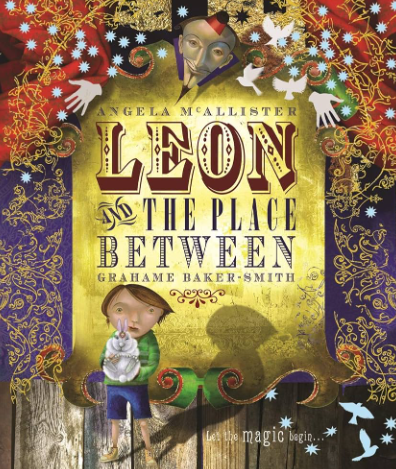 ANGELA McALLISTER
LEON
AND THE PLACE
BETWEEN
GRAHAME BAKER-SMITH
Let the magic begin...